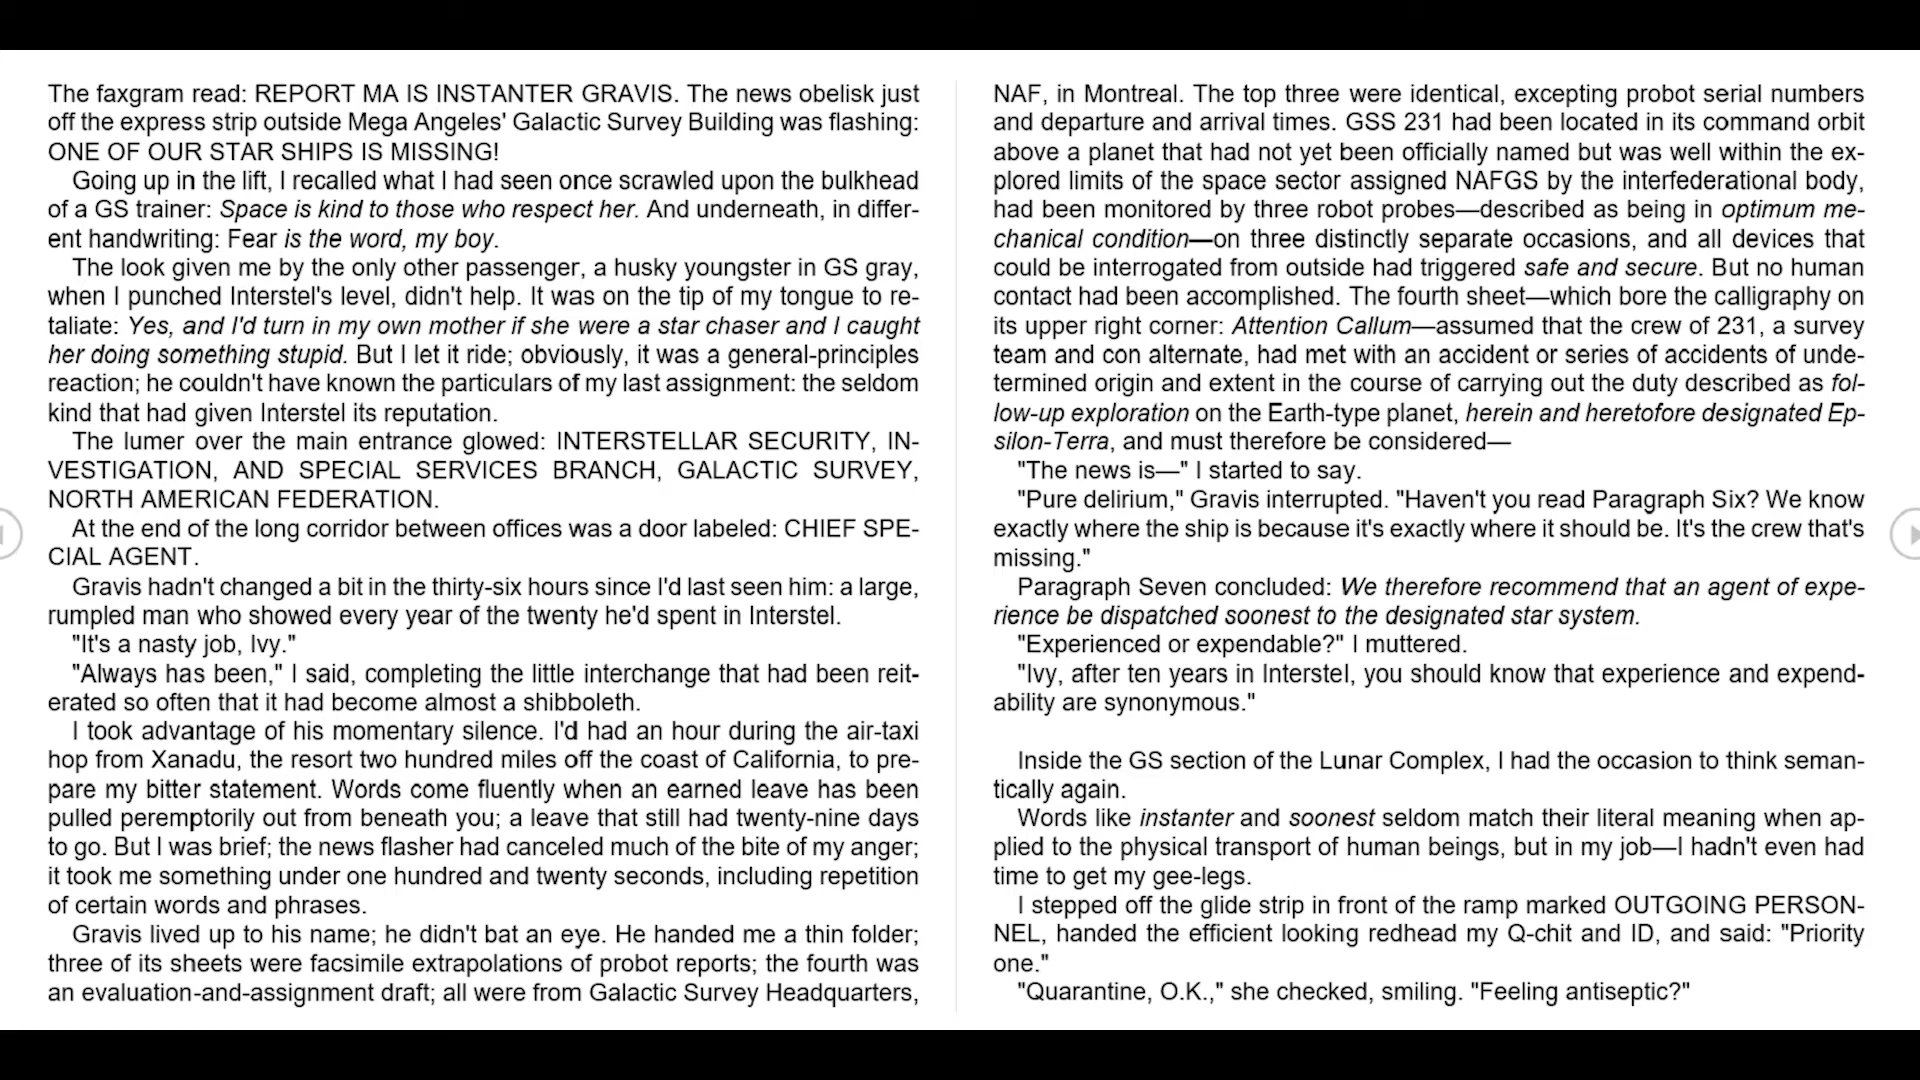 The faxgram read: REPORT MA IS INSTANTER GRAVIS. The news obelisk just
off the express strip outside Mega Angeles' Galactic Survey Building was flashing:
ONE OF OUR STAR SHIPS IS MISSING!
Going up in the lift, I recalled what I had seen once scrawled upon the bulkhead
of a GS trainer: Space is kind to those who respect her. And underneath, in differ-
ent handwriting: Fear is the word, my boy.
The look given me by the only other passenger, a husky youngster in GS gray,
when I punched Interstel's level, didn't help. It was on the tip of my tongue to re-
taliate: Yes, and I'd turn in my own mother if she were a star chaser and I caught
her doing something stupid. But I let it ride; obviously, it was a general-principles
reaction; he couldn't have known the particulars of my last assignment: the seldom
kind that had given Interstel its reputation.
The lumer over the main entrance glowed: INTERSTELLAR SECURITY, IN-
VESTIGATION, AND SPECIAL SERVICES BRANCH, GALACTIC SURVEY,
NORTH AMERICAN FEDERATION.
At the end of the long corridor between offices was a door labeled: CHIEF SPE-
CIAL AGENT.
Gravis hadn't changed a bit in the thirty-six hours since I'd last seen him: a large,
rumpled man who showed every year of the twenty he'd spent in Interstel.
"It's a nasty job, Ivy."
"Always has been," I said, completing the little interchange that had been reit-
erated so often that it had become almost a shibboleth.
I took advantage of his momentary silence. I'd had an hour during the air-taxi
hop from Xanadu, the resort two hundred miles off the coast of California, to pre-
pare my bitter statement. Words come fluently when an earned leave has been
pulled peremptorily out from beneath you; a leave that still had twenty-nine days
to go. But I was brief; the news flasher had canceled much of the bite of my anger;
it took me something under one hundred and twenty seconds, including repetition
of certain words and phrases.
Gravis lived up to his name; he didn't bat an eye. He handed me a thin folder;
three of its sheets were facsimile extrapolations of probot reports; the fourth was
an evaluation-and-assignment draft; all were from Galactic Survey Headquarters,
NAF, in Montreal. The top three were identical, excepting probot serial numbers
and departure and arrival times. GSS 231 had been located in its command orbit
above a planet that had not yet been officially named but was well within the ex-
plored limits of the space sector assigned NAFGS by the interfederational body,
had been monitored by three robot probes—described as being in optimum me-
chanical condition—on three distinctly separate occasions, and all devices that
could be interrogated from outside had triggered safe and secure. But no human
contact had been accomplished. The fourth sheet—which bore the calligraphy on
its upper right corner: Attention Callum—assumed that the crew of 231, a survey
team and con alternate, had met with an accident or series of accidents of unde-
termined origin and extent in the course of carrying out the duty described as fol-
low-up exploration on the Earth-type planet, herein and heretofore designated Ep-
silon-Terra, and must therefore be considered—
"The news is—" I started to say.
"Pure delirium," Gravis interrupted. "Haven't you read Paragraph Six? We know
exactly where the ship is because it's exactly where it should be. It's the crew that's
missing."
Paragraph Seven concluded: We therefore recommend that an agent of expe-
rience be dispatched soonest to the designated star system.
"Experienced or expendable?" I muttered.
"Ivy, after ten years in Interstel, you should know that experience and expend-
ability are synonymous."
Inside the GS section of the Lunar Complex, I had the occasion to think seman-
tically again.
Words like instanter and soonest seldom match their literal meaning when ap-
plied to the physical transport of human beings, but in my job—I hadn't even had
time to get my gee-legs.
I stepped off the glide strip in front of the ramp marked OUTGOING PERSON-
NEL, handed the efficient looking redhead my Q-chit and ID, and said: "Priority
one."
"Quarantine, O.K.," she checked, smiling. "Feeling antiseptic?"